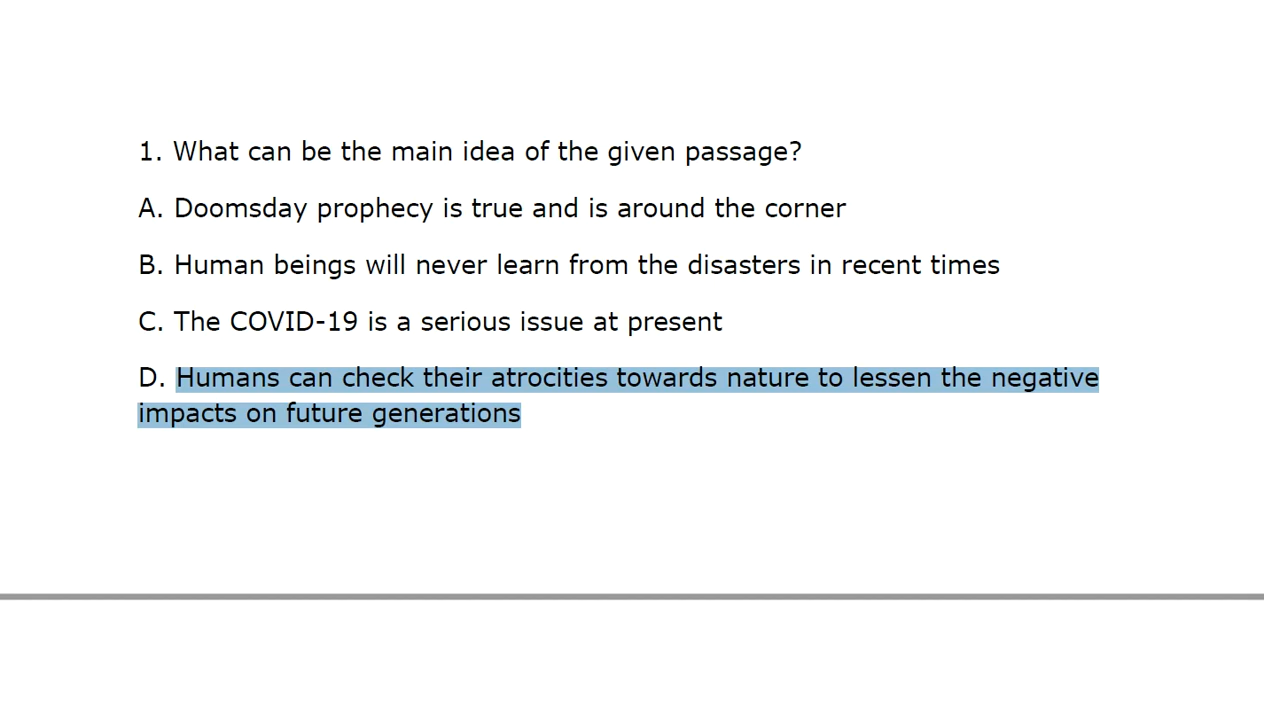 1. What can be the main idea of the given passage?
A. Doomsday prophecy is true and is around the corner
B. Human beings will never learn from the disasters in recent times
C. The COVID-19 is a serious issue at present
D. Humans can check their atrocities towards nature to lessen the negative
impacts on future generations